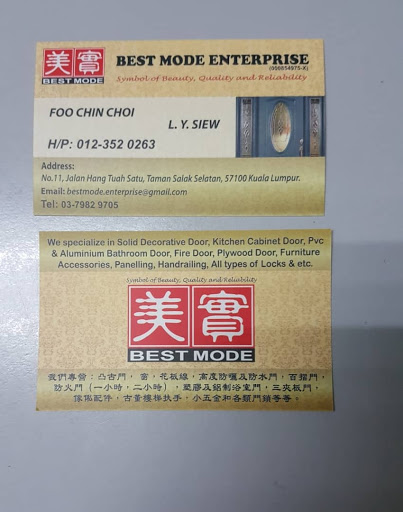 美實
BEST MODE
BEST MODE ENTERPRISE
(000854975-X)
Symbol of Beauty, Quality and Reliability
FOO CHIN CHOI
L. Y. SIEW
H/P: 012-352 0263
Address:
No.11, Jalan Hang Tuah Satu, Taman Salak Selatan, 57100 Kuala Lumpur.
Email: bestmode.enterprise@gmail.com
Tel: 03-7982 9705
We specialize in Solid Decorative Door, Kitchen Cabinet Door, Pvc
& Aluminium Bathroom Door, Fire Door, Plywood Door, Furniture
Accessories, Panelling, Handrailing, All types of Locks & etc.
Symbol of Beauty, Quality and Reliability
美實
BEST MODE
我們專營：凸古門，窗，花板線，高度防曬及防水門，百摺門，
防火門（一小時，二小時），塑膠及鋁制浴室門，三夾板門，
傢俬配件，古董樓梯扶手，小五金和各類門鎖等等。